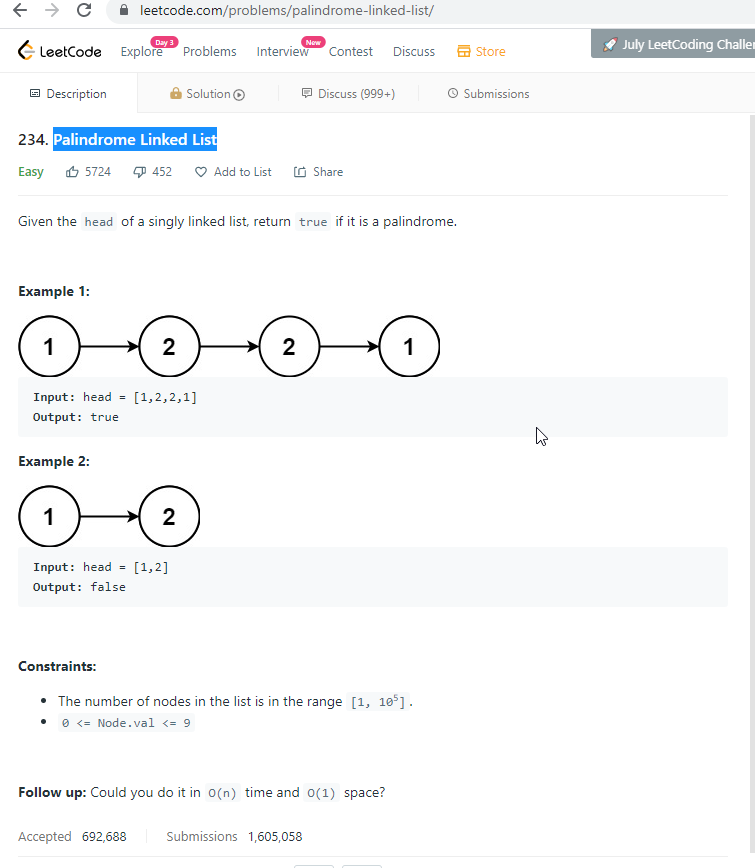 leetcode.com/problems/palindrome-linked-list/
LeetCode Explore Day 3 Problems Interview New Contest Discuss Store
July LeetCoding Challe
Description Solution Discuss (999+) Submissions
234. Palindrome Linked List
Easy 5724 452 Add to List Share
Given the head of a singly linked list, return true if it is a palindrome.
Example 1:
1 2 2 1
Input: head = [1,2,2,1]
Output: true
Example 2:
1 2
Input: head = [1,2]
Output: false
Constraints:
• The number of nodes in the list is in the range [1, 10⁵].
• 0 <= Node.val <= 9
Follow up: Could you do it in O(n) time and O(1) space?
Accepted 692,688 Submissions 1,605,058